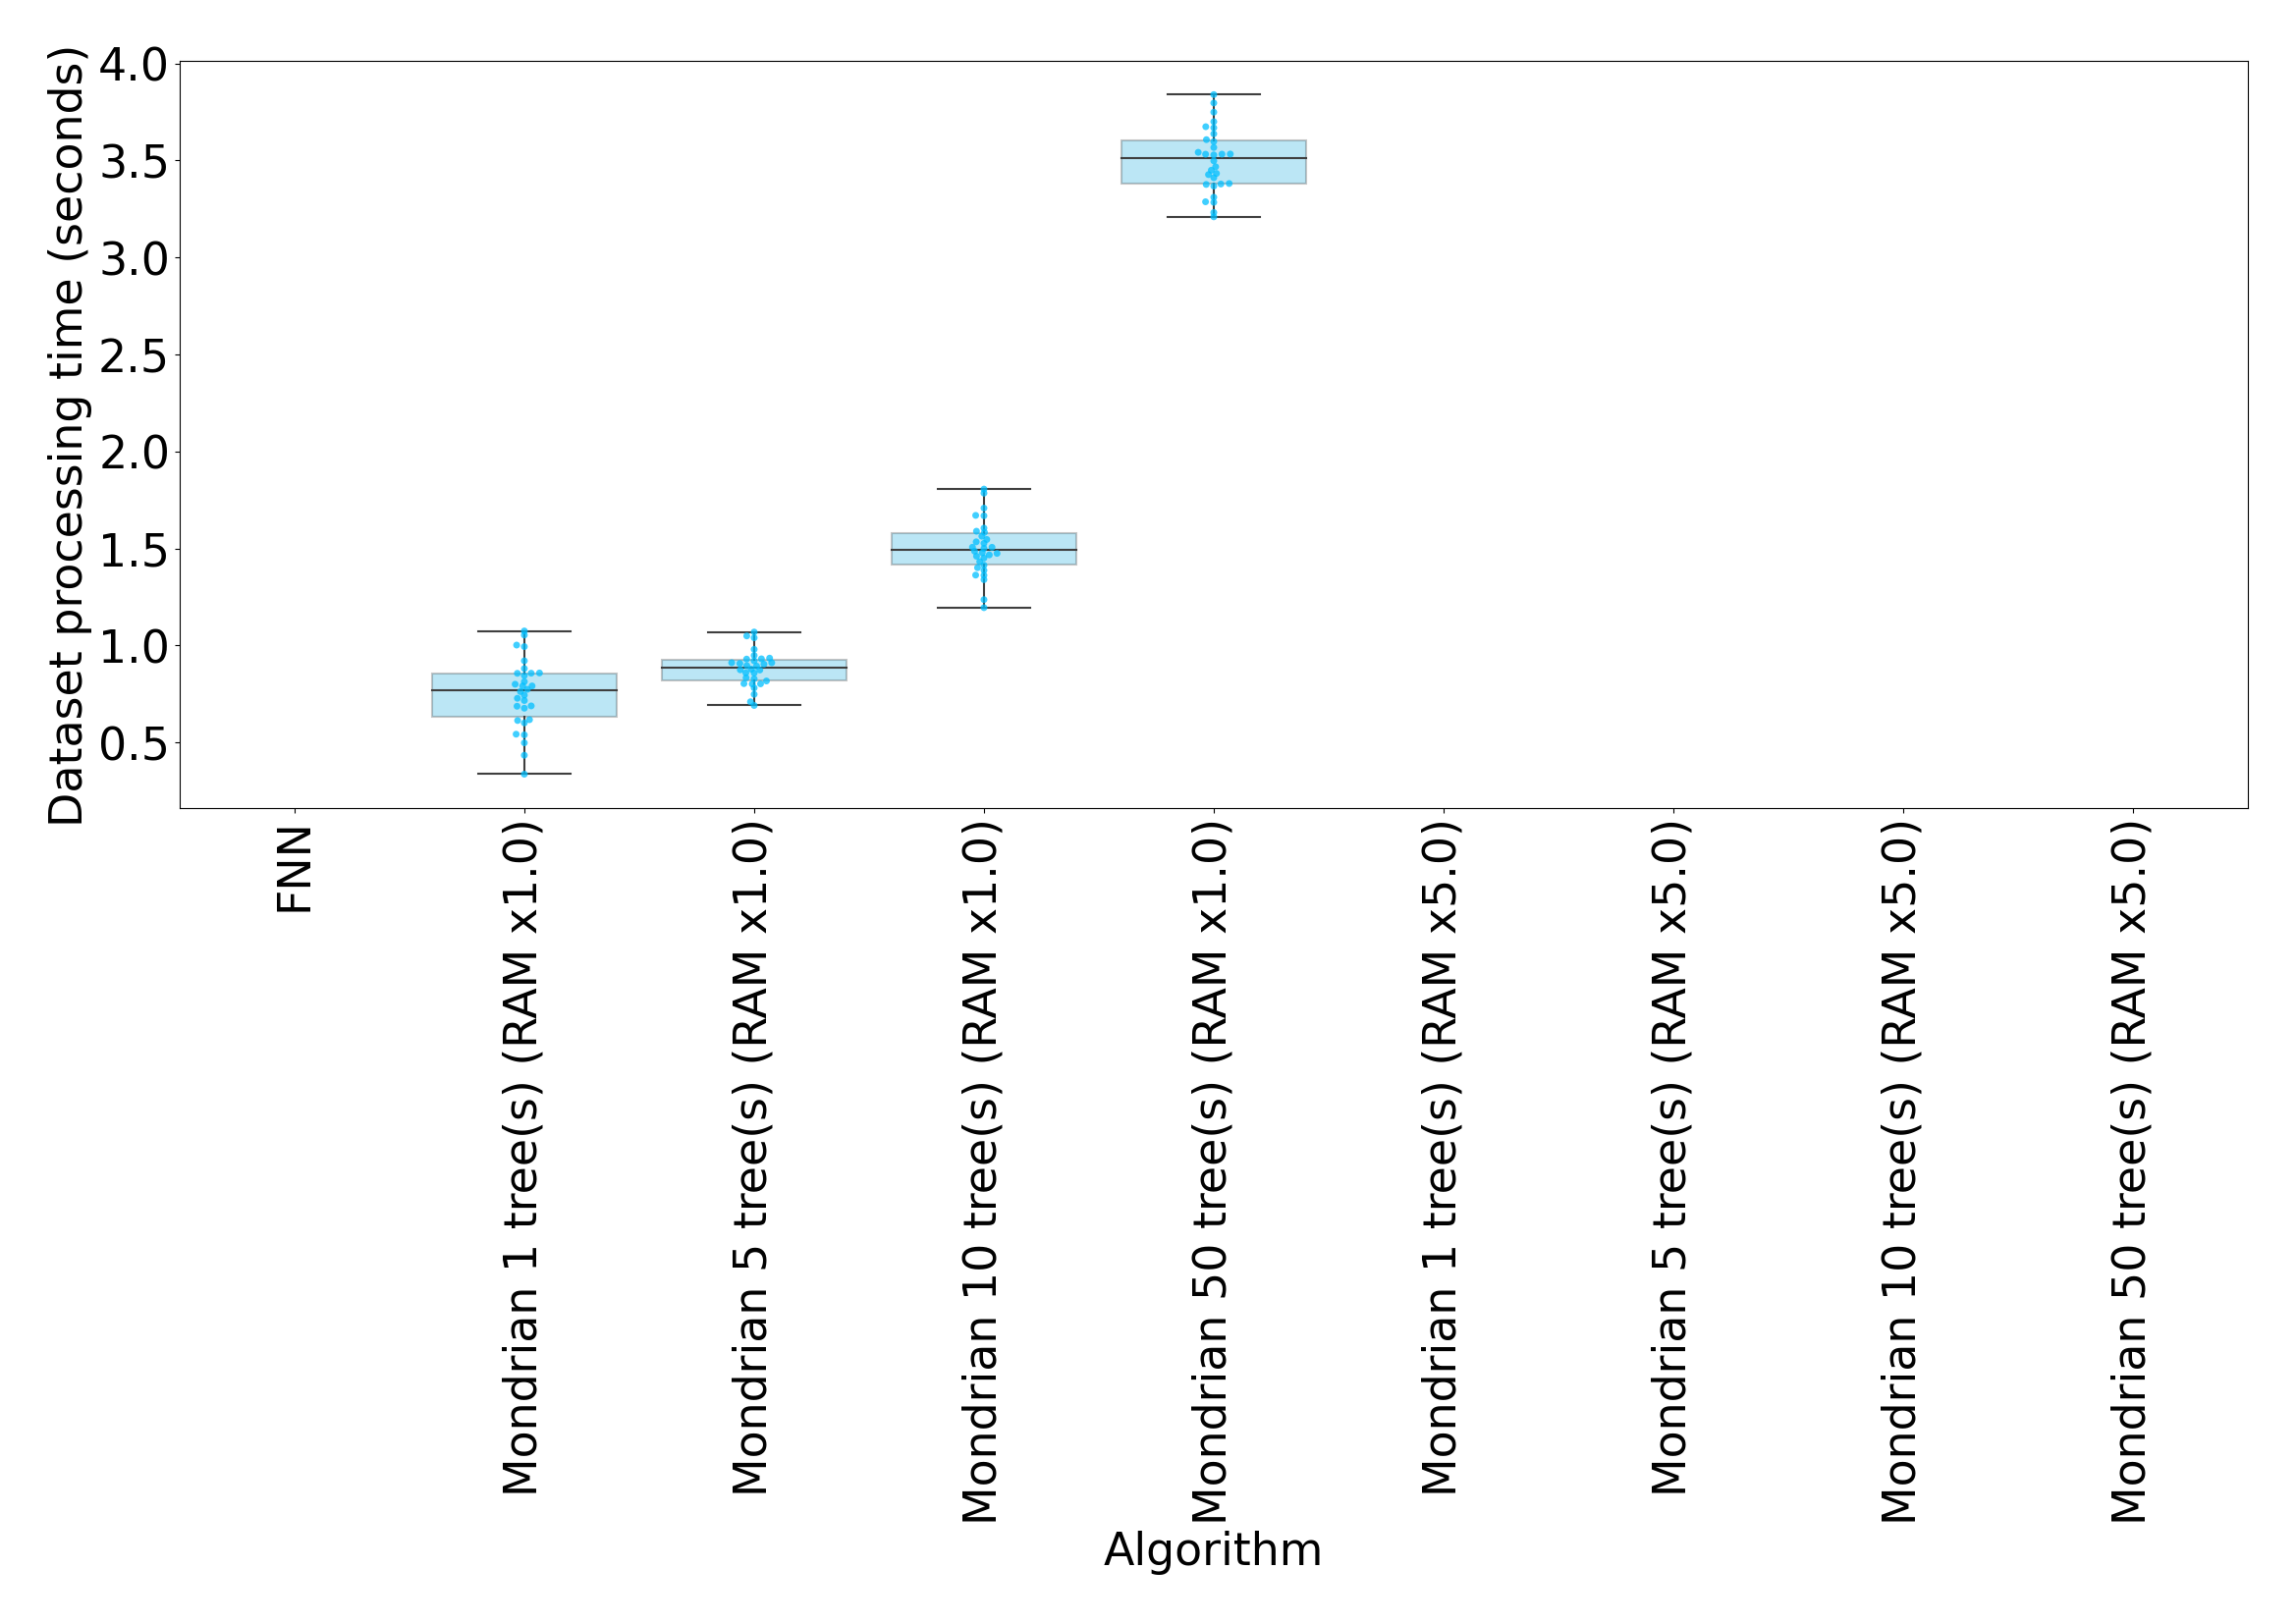 Dataset processing time (seconds)
4.0
3.5
3.0
2.5
2.0
1.5
1.0
0.5
FNN
Mondrian 1 tree(s) (RAM x1.0)
Mondrian 5 tree(s) (RAM x1.0)
Mondrian 10 tree(s) (RAM x1.0)
Mondrian 50 tree(s) (RAM x1.0)
Mondrian 1 tree(s) (RAM x5.0)
Mondrian 5 tree(s) (RAM x5.0)
Mondrian 10 tree(s) (RAM x5.0)
Mondrian 50 tree(s) (RAM x5.0)
Algorithm